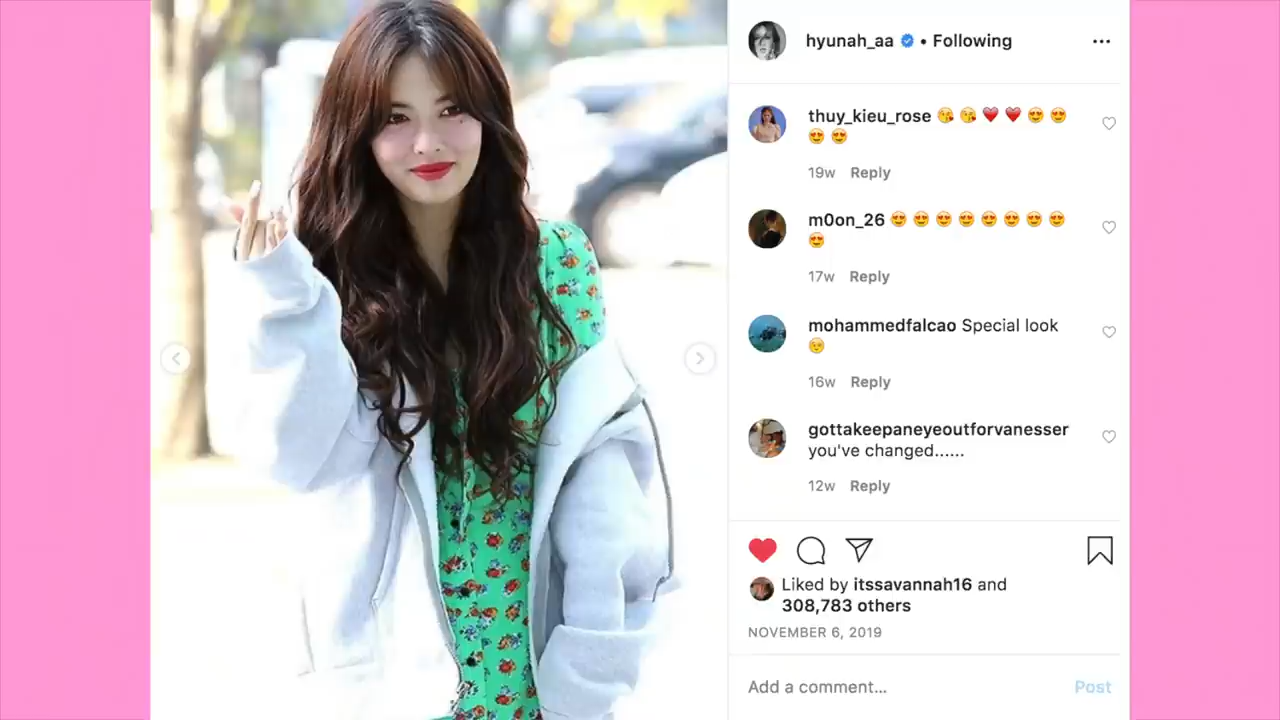 hyunah_aa • Following
thuy_kieu_rose 😘 😘 ❤️ ❤️ 😍 😍
😍 😍
19w Reply
m0on_26 😍 😍 😍 😍 😍 😍 😍 😍
😍
17w Reply
mohammedfalcao Special look
😉
16w Reply
gottakeepaneyeoutforvanesser
you've changed......
12w Reply
Liked by itssavannah16 and
308,783 others
NOVEMBER 6, 2019
Add a comment... Post